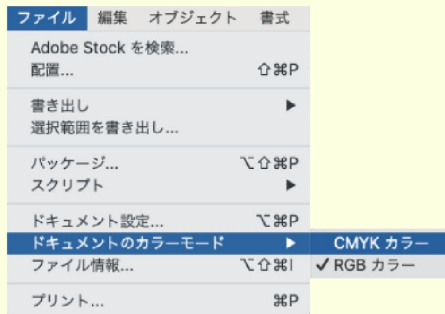 ファイル 編集 オブジェクト 書式
Adobe Stock を検索...
配置... ⇧⌘P
書き出し ▶
選択範囲を書き出し...
パッケージ... ⌥⇧⌘P
スクリプト ▶
ドキュメント設定... ⌥⌘P
ドキュメントのカラーモード ▶ CMYK カラー
ファイル情報... ⌥⇧⌘I ✓ RGB カラー
プリント... ⌘P